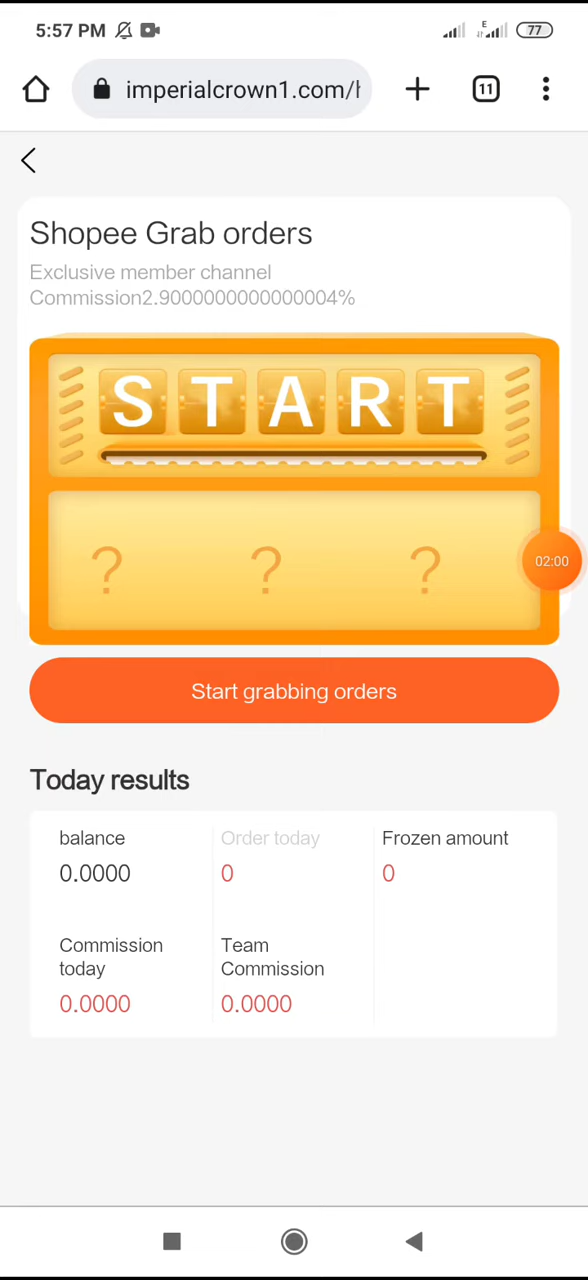 5:57 PM
E
77
imperialcrown1.com/h
11
Shopee Grab orders
Exclusive member channel
Commission2.9000000000000004%
START
? ? ?
02:00
Start grabbing orders
Today results
balance Order today Frozen amount
0.0000 0 0
Commission today Team Commission
0.0000 0.0000